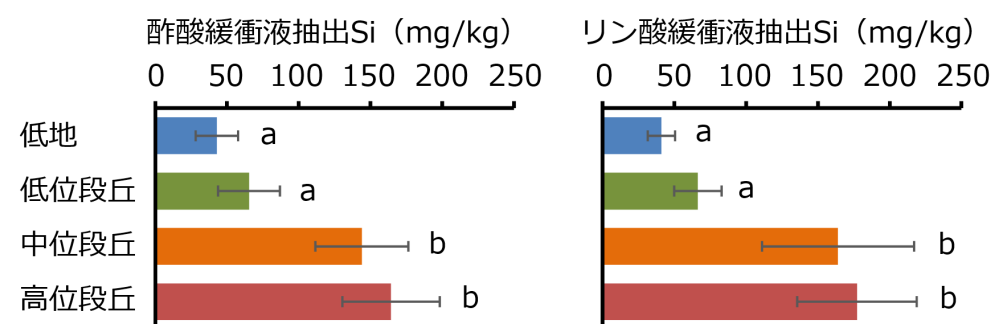 酢酸緩衝液抽出Si（mg/kg）
0 50 100 150 200 250
低地 a
低位段丘 a
中位段丘 b
高位段丘 b
リン酸緩衝液抽出Si（mg/kg）
0 50 100 150 200 250
a
a
b
b